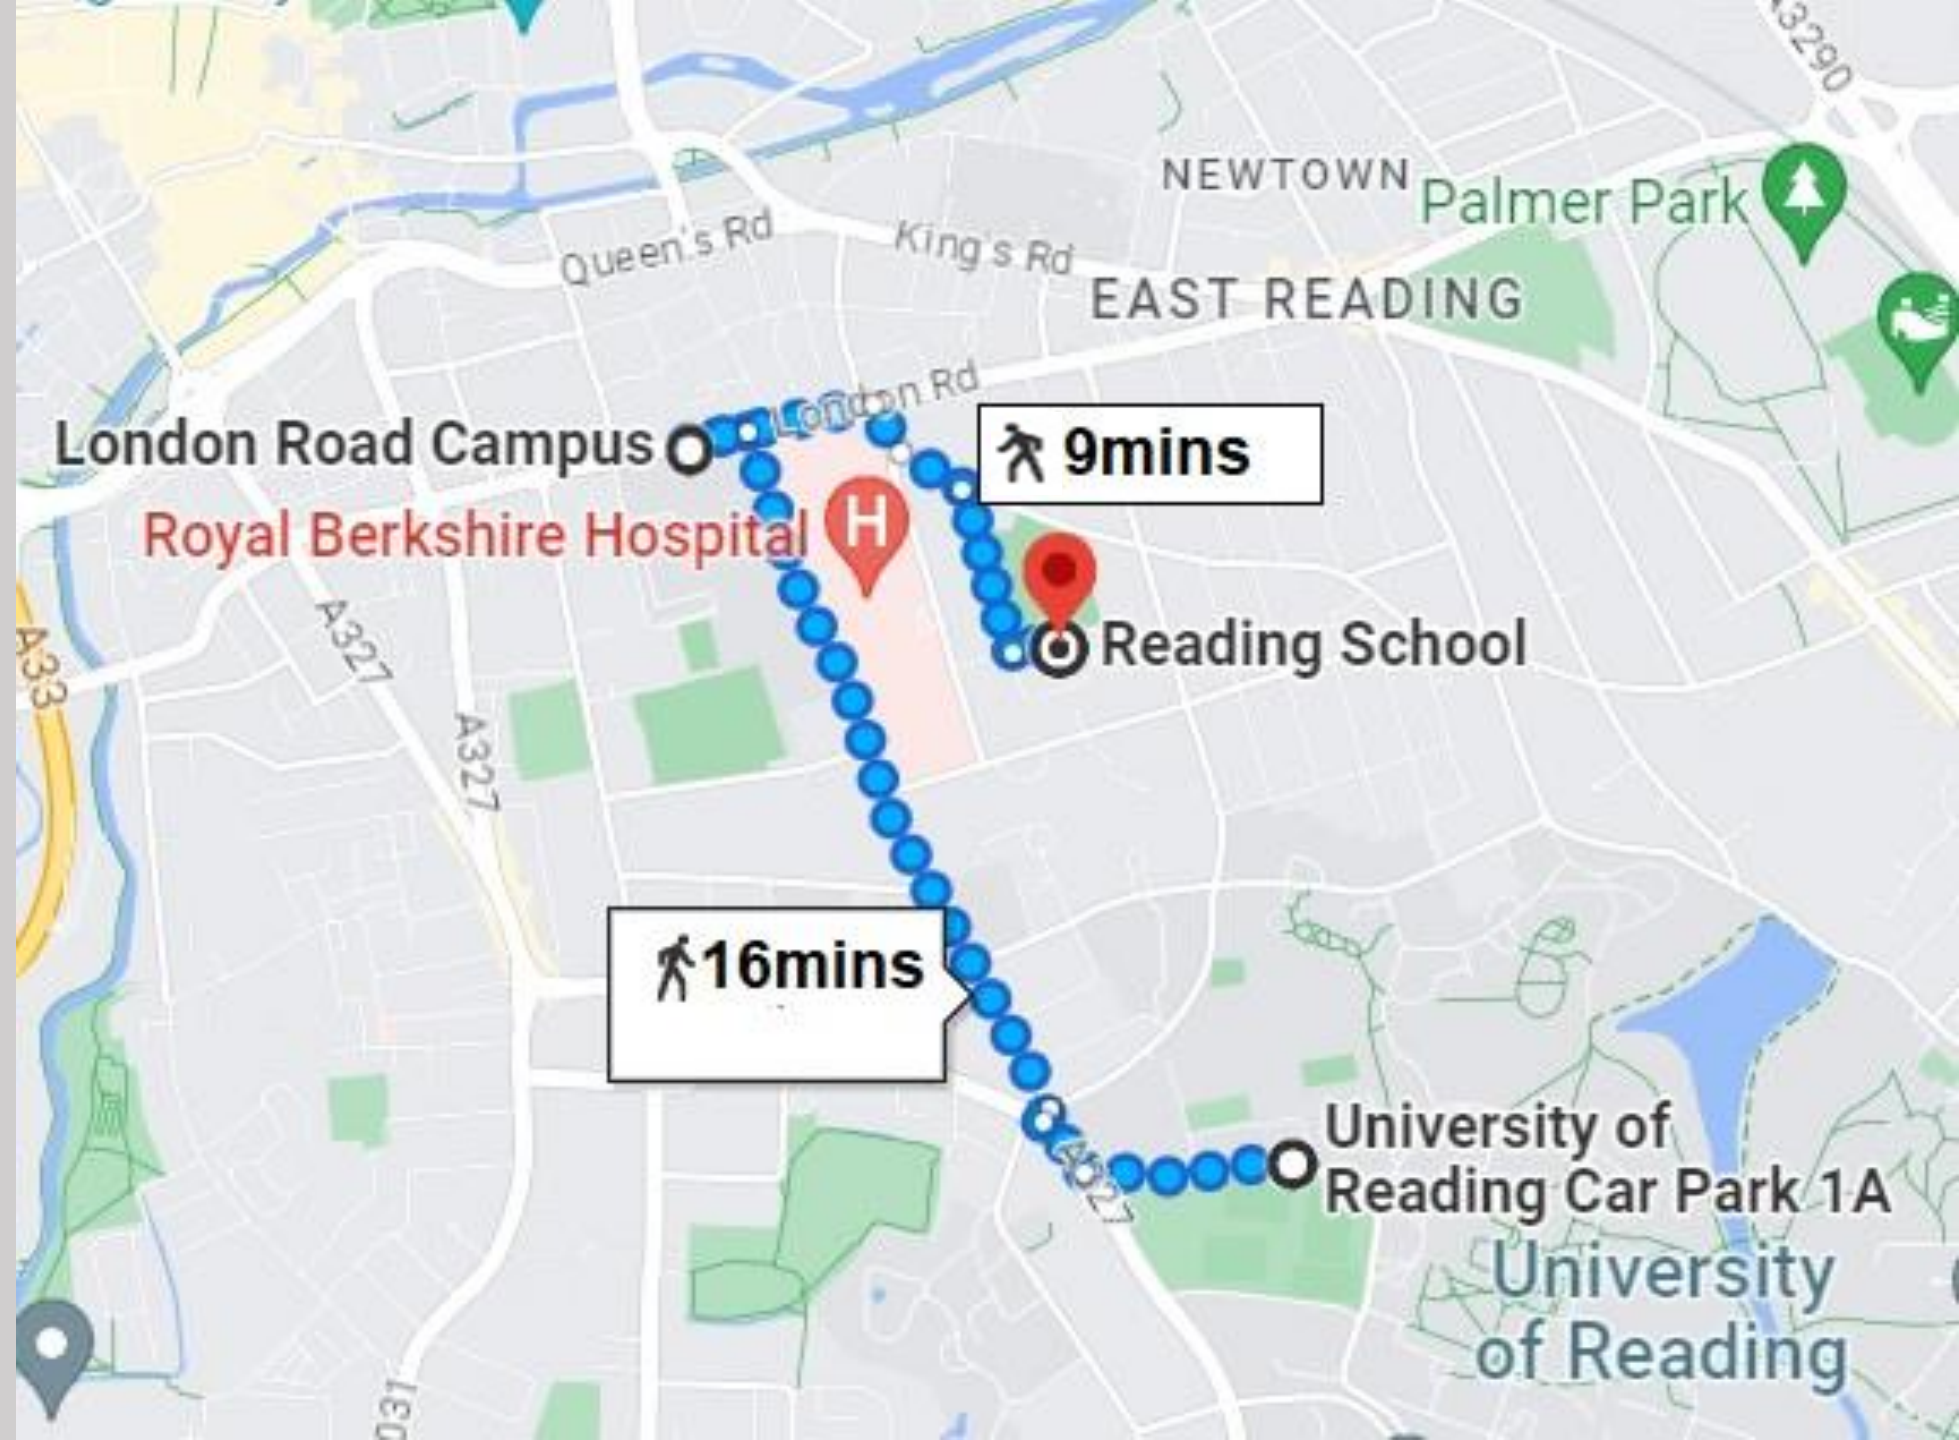 A3290
NEWTOWN
Palmer Park
Queen's Rd
King's Rd
EAST READING
London Rd
London Road Campus
9mins
Royal Berkshire Hospital
H
A327
A33
Reading School
A327
16mins
University of
Reading Car Park 1A
A327
University
of Reading